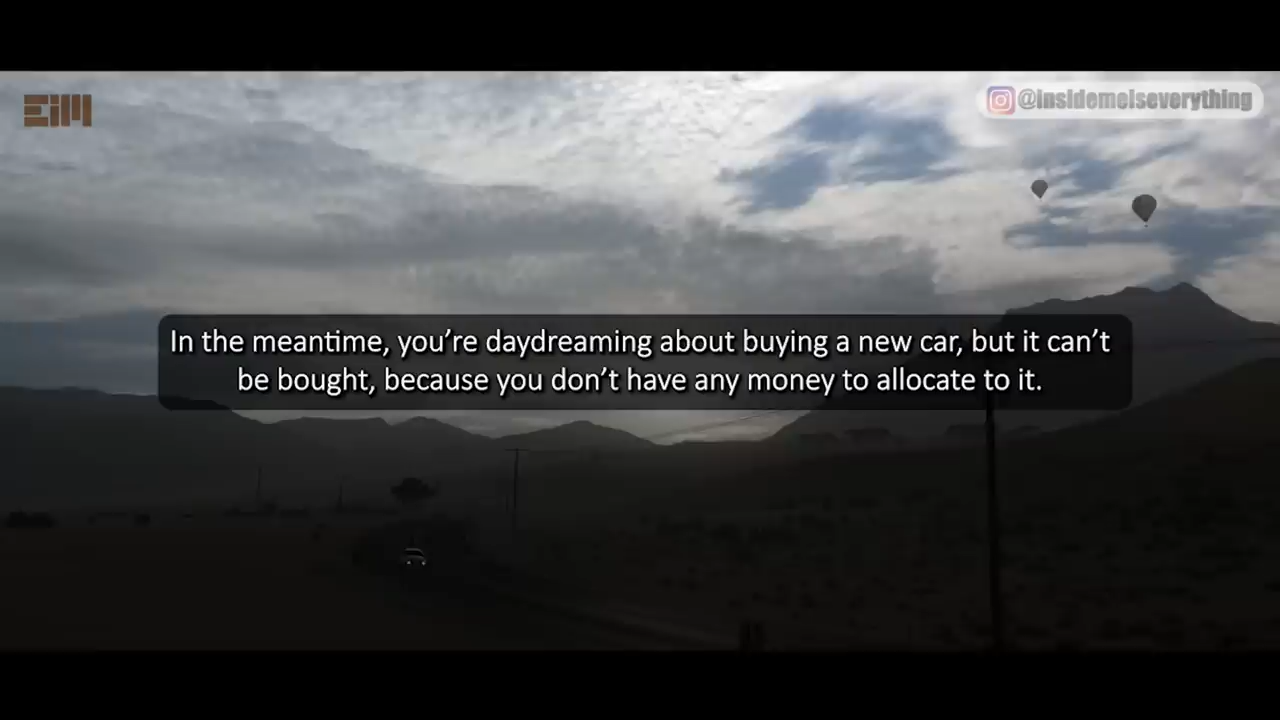 EiM
@insidemeiseverything
In the meantime, you’re daydreaming about buying a new car, but it can’t
be bought, because you don’t have any money to allocate to it.